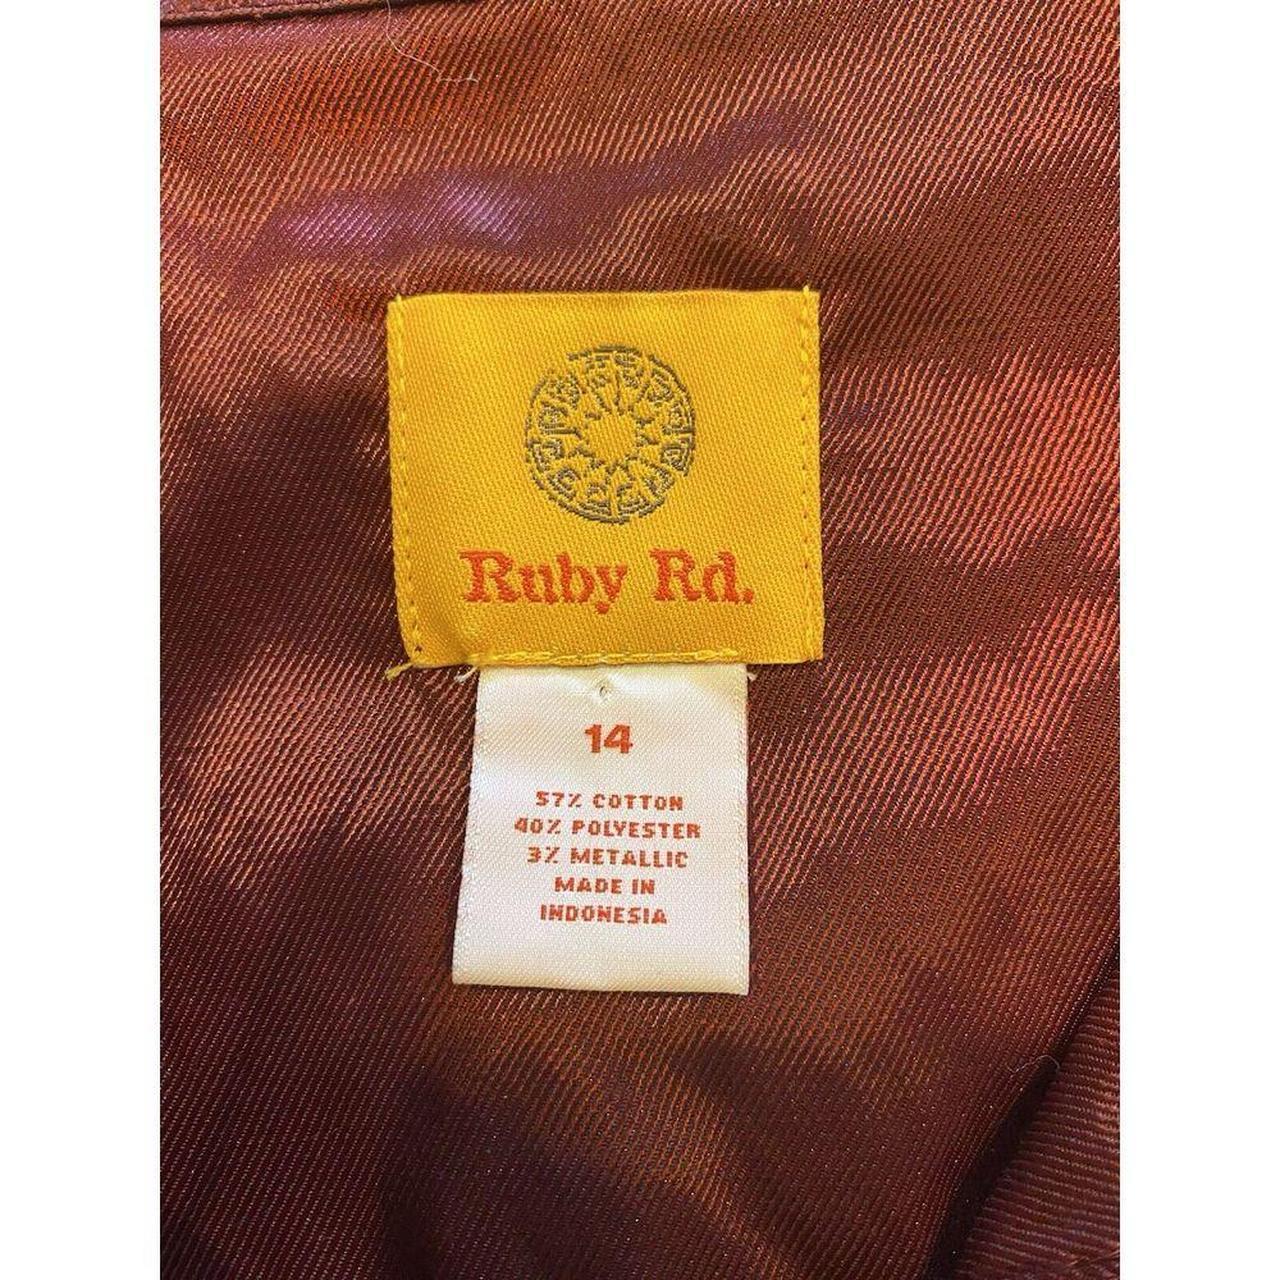 Ruby Rd.
14
57% COTTON
40% POLYESTER
3% METALLIC
MADE IN
INDONESIA